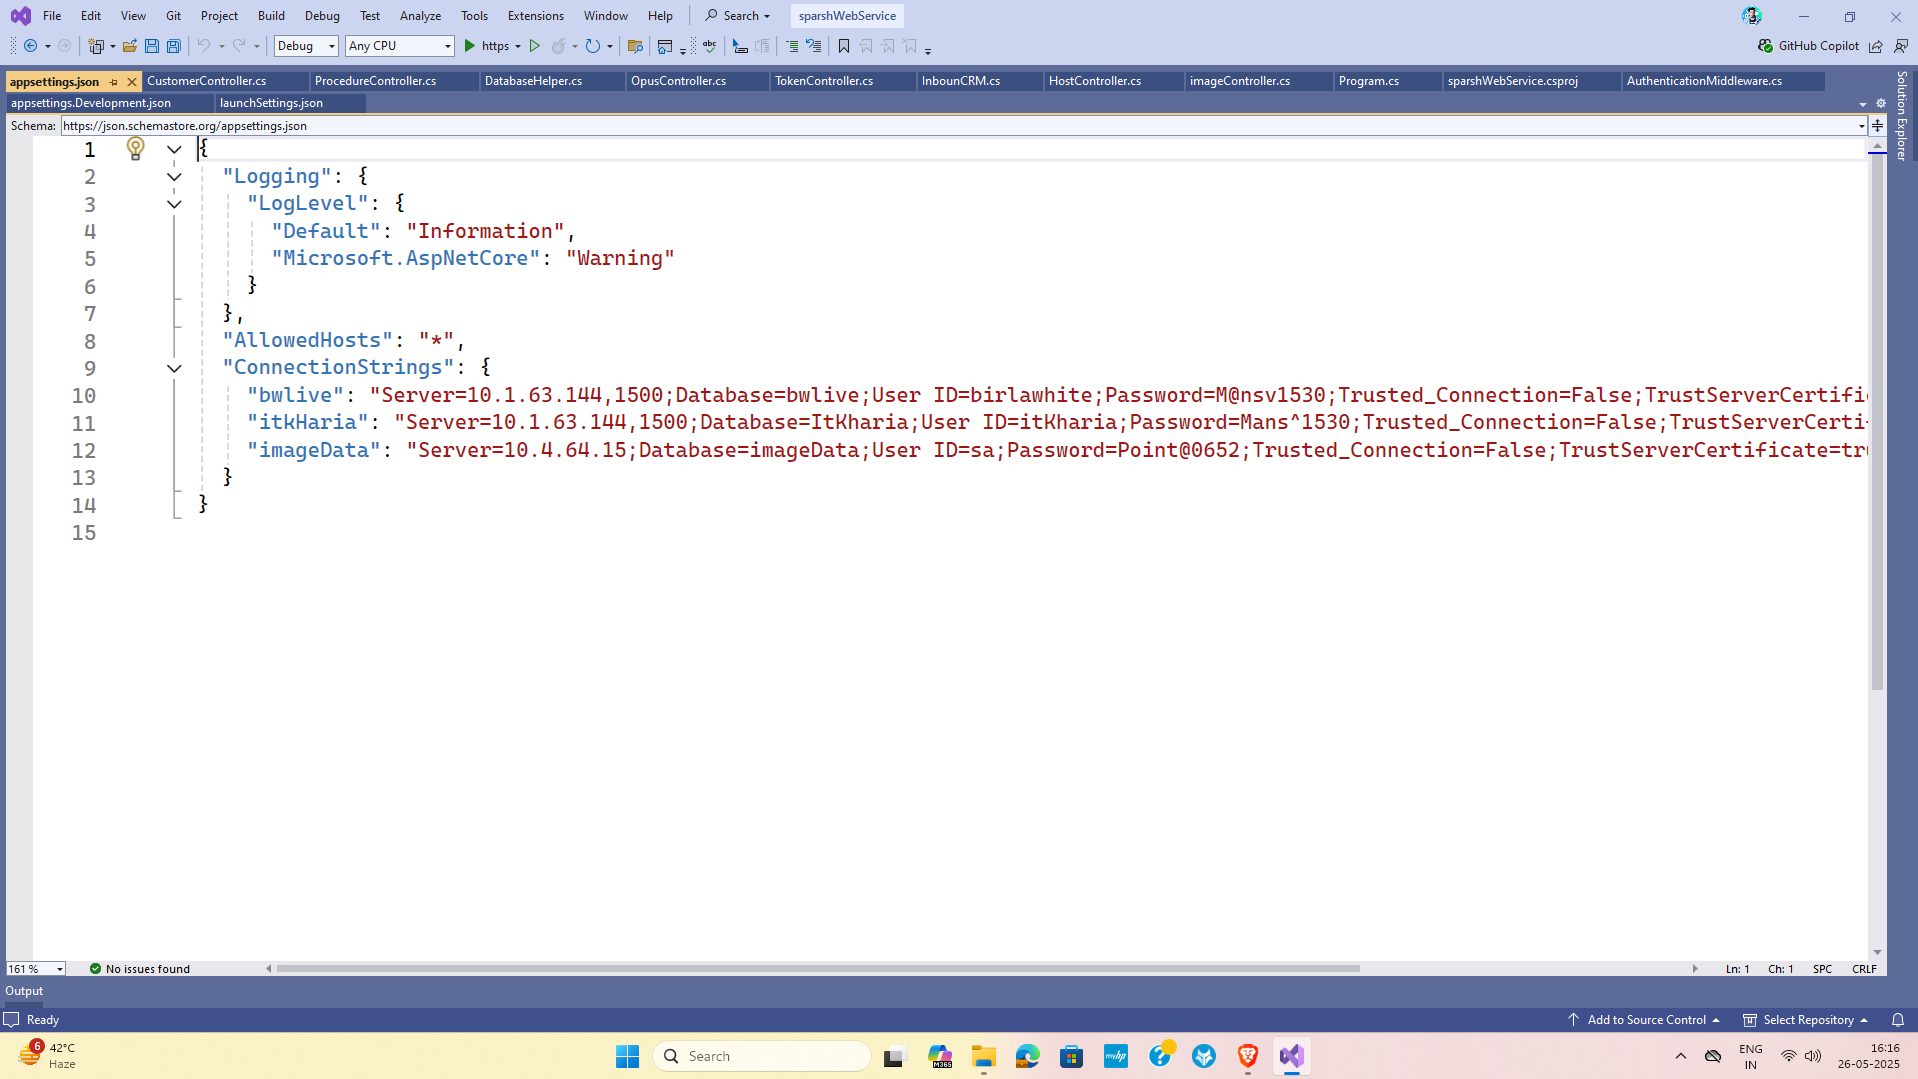 File Edit View Git Project Build Debug Test Analyze Tools Extensions Window Help Search sparshWebService
Debug Any CPU https GitHub Copilot
appsettings.json CustomerController.cs ProcedureController.cs DatabaseHelper.cs OpusController.cs TokenController.cs InbounCRM.cs HostController.cs imageController.cs Program.cs sparshWebService.csproj AuthenticationMiddleware.cs
appsettings.Development.json launchSettings.json
Solution Explorer
Schema: https://json.schemastore.org/appsettings.json
1 {
2 "Logging": {
3 "LogLevel": {
4 "Default": "Information",
5 "Microsoft.AspNetCore": "Warning"
6 }
7 },
8 "AllowedHosts": "*",
9 "ConnectionStrings": {
10 "bwlive": "Server=10.1.63.144,1500;Database=bwlive;User ID=birlawhite;Password=M@nsv1530;Trusted_Connection=False;TrustServerCertifi
11 "itkHaria": "Server=10.1.63.144,1500;Database=ItKharia;User ID=itKharia;Password=Mans^1530;Trusted_Connection=False;TrustServerCerti
12 "imageData": "Server=10.4.64.15;Database=imageData;User ID=sa;Password=Point@0652;Trusted_Connection=False;TrustServerCertificate=tru
13 }
14 }
15
161 % No issues found Ln: 1 Ch: 1 SPC CRLF
Output
Ready Add to Source Control Select Repository
6 42°C
Haze
Search
M365
myhp
ENG
IN
16:16
26-05-2025